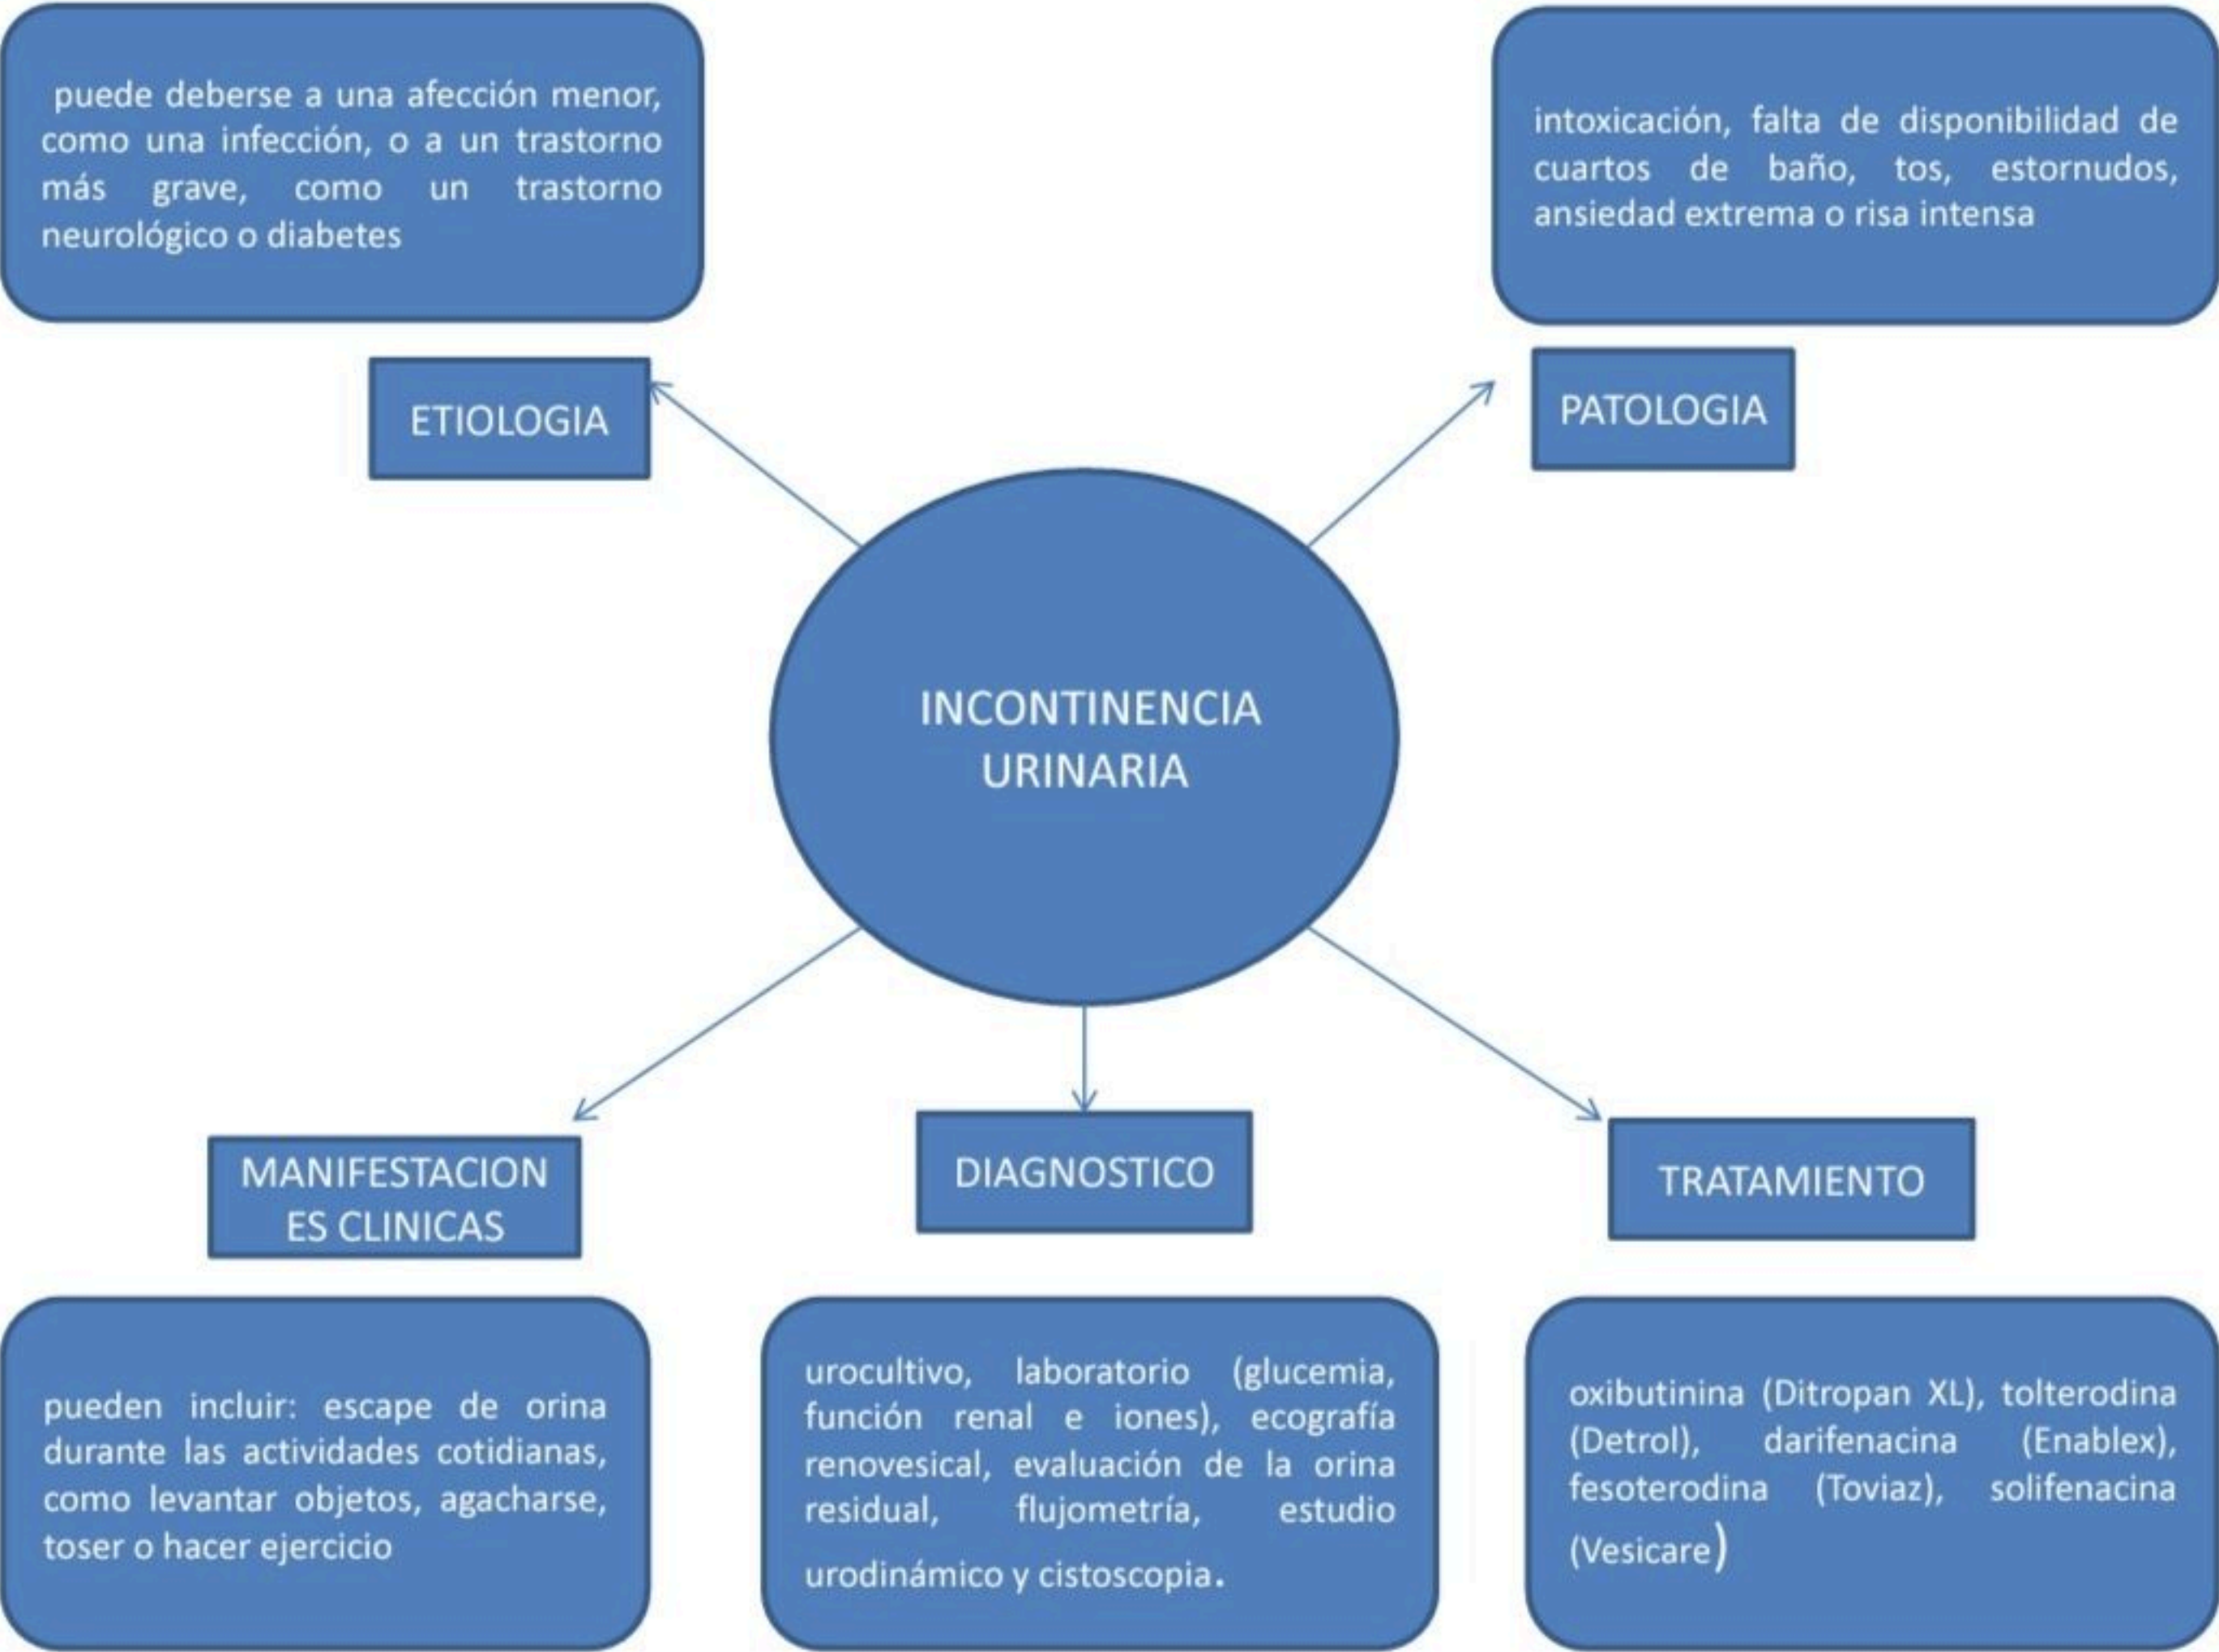 puede deberse a una afección menor,
como una infección, o a un trastorno
más grave, como un trastorno
neurológico o diabetes
intoxicación, falta de disponibilidad de
cuartos de baño, tos, estornudos,
ansiedad extrema o risa intensa
ETIOLOGIA
PATOLOGIA
INCONTINENCIA
URINARIA
MANIFESTACION
ES CLINICAS
DIAGNOSTICO
TRATAMIENTO
pueden incluir: escape de orina
durante las actividades cotidianas,
como levantar objetos, agacharse,
toser o hacer ejercicio
urocultivo, laboratorio (glucemia,
función renal e iones), ecografía
renovesical, evaluación de la orina
residual, flujometría, estudio
urodinámico y cistoscopia.
oxibutinina (Ditropan XL), tolterodina
(Detrol), darifenacina (Enablex),
fesoterodina (Toviaz), solifenacina
(Vesicare)